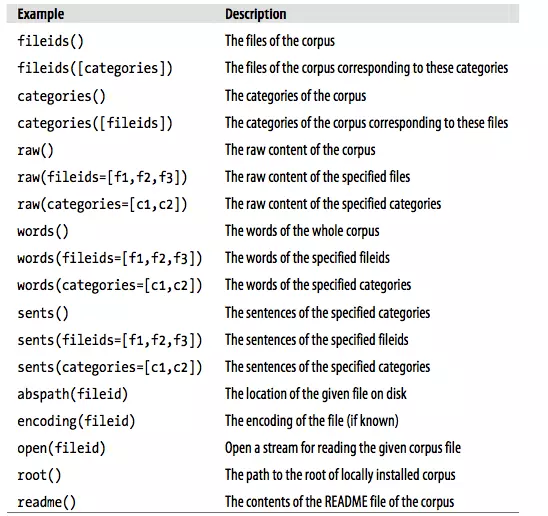 Example Description
fileids() The files of the corpus
fileids([categories]) The files of the corpus corresponding to these categories
categories() The categories of the corpus
categories([fileids]) The categories of the corpus corresponding to these files
raw() The raw content of the corpus
raw(fileids=[f1,f2,f3]) The raw content of the specified files
raw(categories=[c1,c2]) The raw content of the specified categories
words() The words of the whole corpus
words(fileids=[f1,f2,f3]) The words of the specified fileids
words(categories=[c1,c2]) The words of the specified categories
sents() The sentences of the specified categories
sents(fileids=[f1,f2,f3]) The sentences of the specified fileids
sents(categories=[c1,c2]) The sentences of the specified categories
abspath(fileid) The location of the given file on disk
encoding(fileid) The encoding of the file (if known)
open(fileid) Open a stream for reading the given corpus file
root() The path to the root of locally installed corpus
readme() The contents of the README file of the corpus